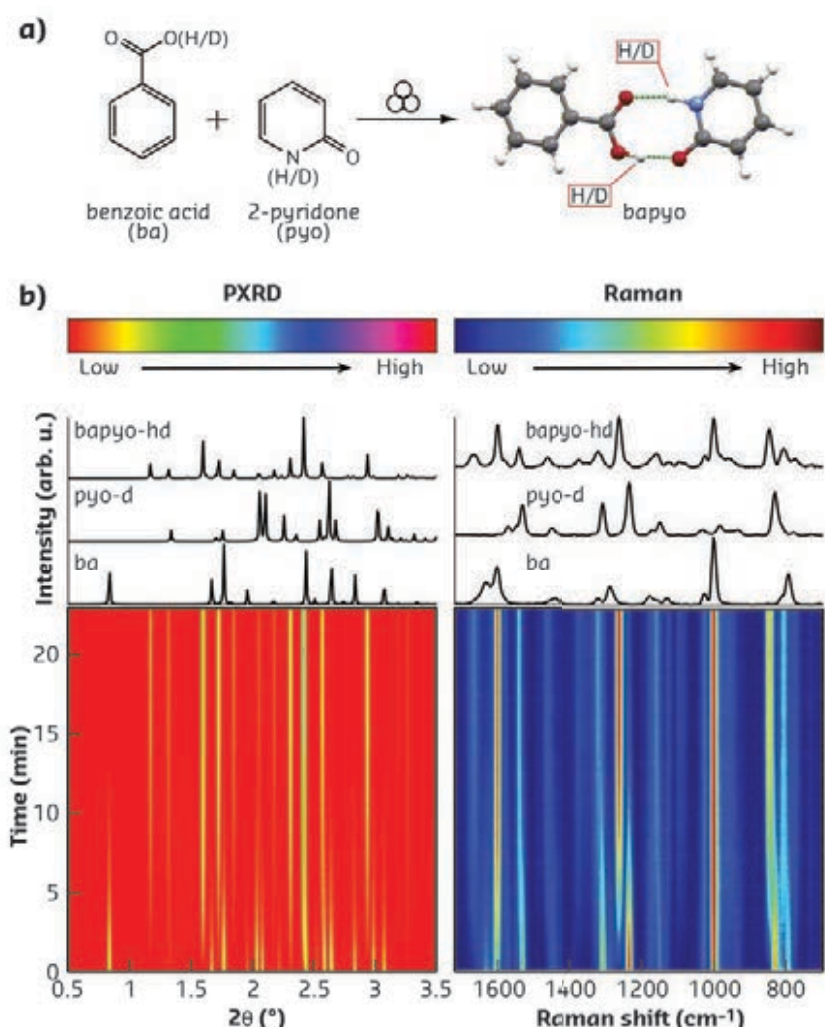 a)
O
O(H/D)
+
N
(H/D)
O
H/D
H/D
benzoic acid
(ba)
2-pyridone
(pyo)
bapyo
b)
PXRD
Raman
Low
High
Low
High
Intensity (arb. u.)
bapyo-hd
pyo-d
ba
bapyo-hd
pyo-d
ba
Time (min)
20
15
10
5
0
0.5 1 1.5 2 2.5 3 3.5
2θ (°)
1600 1400 1200 1000 800
Raman shift (cm-1)